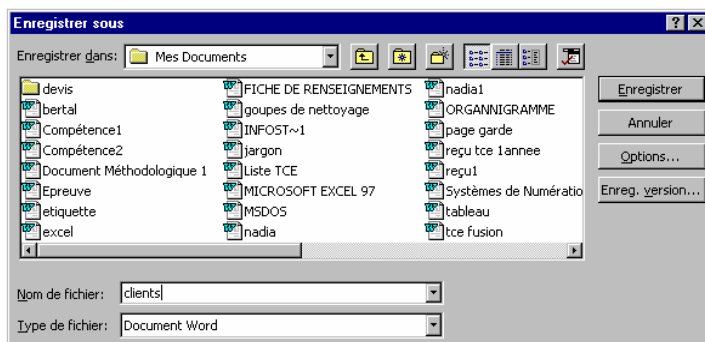 Enregistrer sous
Enregistrer dans: Mes Documents
devis
bertal
Compétence1
Compétence2
Document Méthodologique 1
Epreuve
etiquette
excel
FICHE DE RENSEIGNEMENTS
goupes de nettoyage
INFOST~1
jargon
Liste TCE
MICROSOFT EXCEL 97
MSDOS
nadia
nadia1
ORGANNIGRAMME
page garde
reçu tce 1annee
reçu1
Systèmes de Numératio
tableau
tce fusion
Enregistrer
Annuler
Options...
Enreg. version...
Nom de fichier: clients
Type de fichier: Document Word